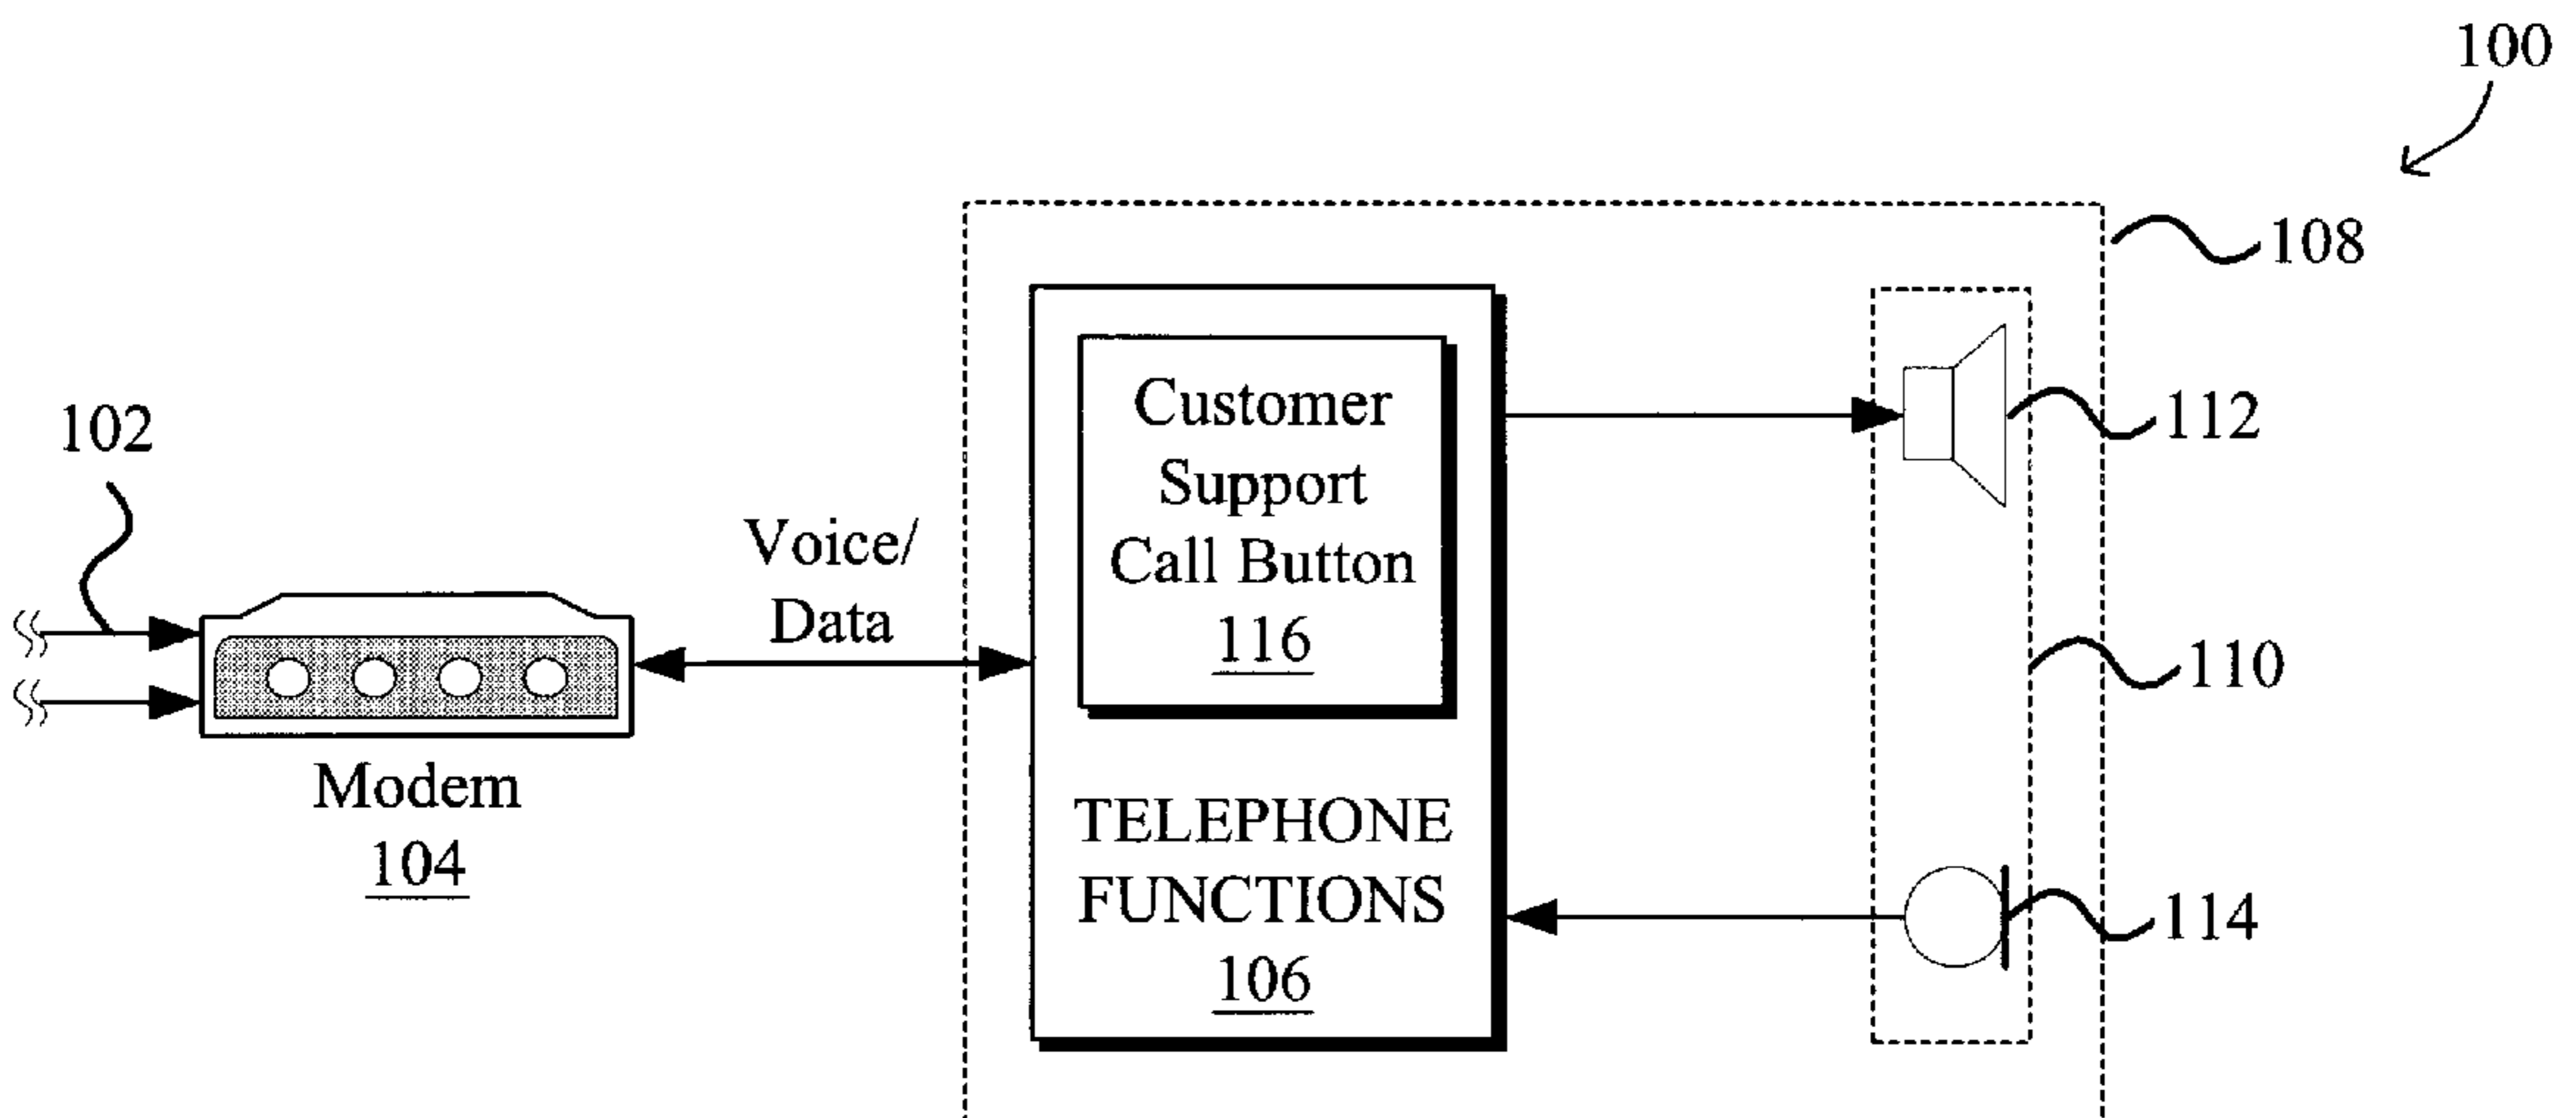 100
108
Customer
Support
Call Button
116
112
102
Voice/
Data
110
Modem
104
TELEPHONE
FUNCTIONS
106
114